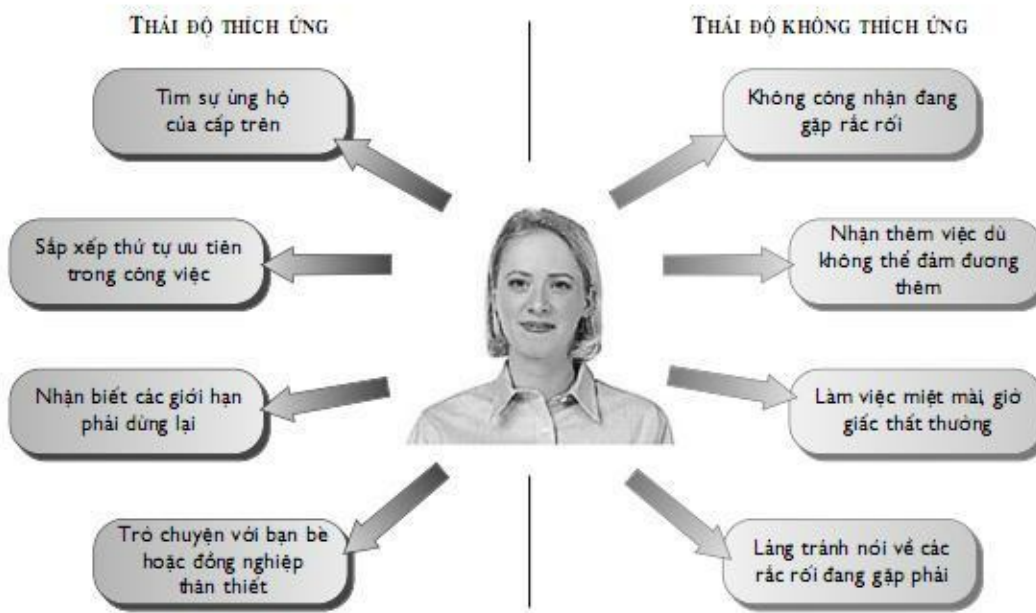 THÁI ĐỘ THÍCH ỨNG
Tìm sự ủng hộ
của cấp trên
Sắp xếp thứ tự ưu tiên
trong công việc
Nhận biết các giới hạn
phải dừng lại
Trò chuyện với bạn bè
hoặc đồng nghiệp
thân thiết
THÁI ĐỘ KHÔNG THÍCH ỨNG
Không công nhận đang
gặp rắc rối
Nhận thêm việc dù
không thể đảm đương
thêm
Làm việc miệt mài, giờ
giấc thất thường
Lảng tránh nói về các
rắc rối đang gặp phải